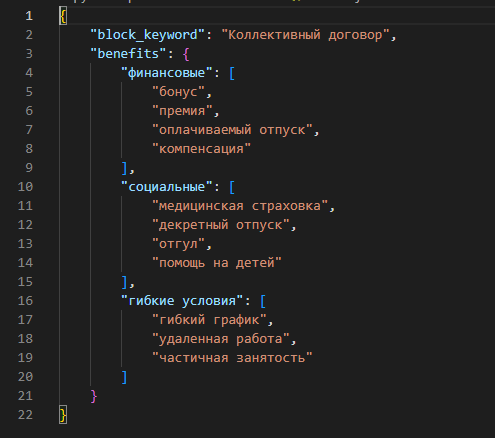 1 {
2 "block_keyword": "Коллективный договор",
3 "benefits": {
4 "финансовые": [
5 "бонус",
6 "премия",
7 "оплачиваемый отпуск",
8 "компенсация"
9 ],
10 "социальные": [
11 "медицинская страховка",
12 "декретный отпуск",
13 "отгул",
14 "помощь на детей"
15 ],
16 "гибкие условия": [
17 "гибкий график",
18 "удаленная работа",
19 "частичная занятость"
20 ]
21 }
22 }